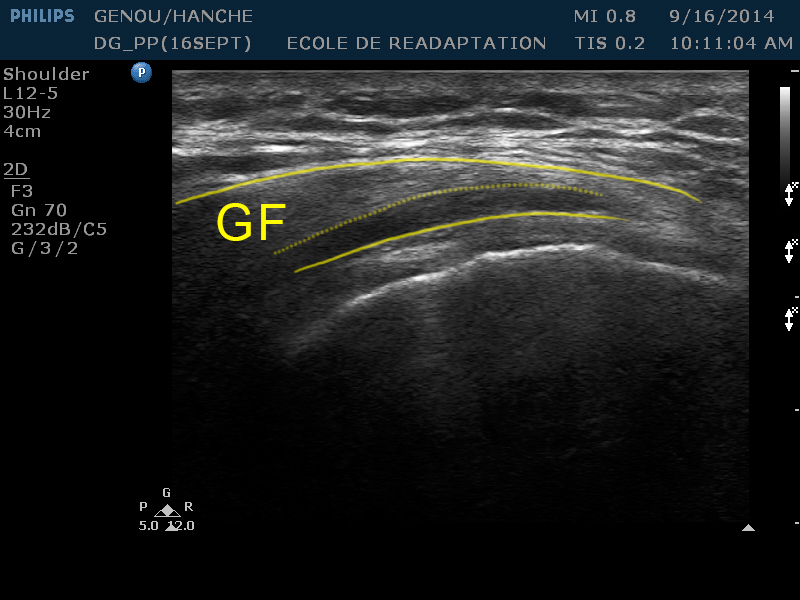 PHILIPS GENOU/HANCHE MI 0.8 9/16/2014
DG_PP(16SEPT) ECOLE DE READAPTATION TIS 0.2 10:11:04 AM
Shoulder
P
L12-5
30Hz
4cm
2D
F3
Gn 70
232dB/C5
G/3/2
GF
G
P R
5.0 12.0